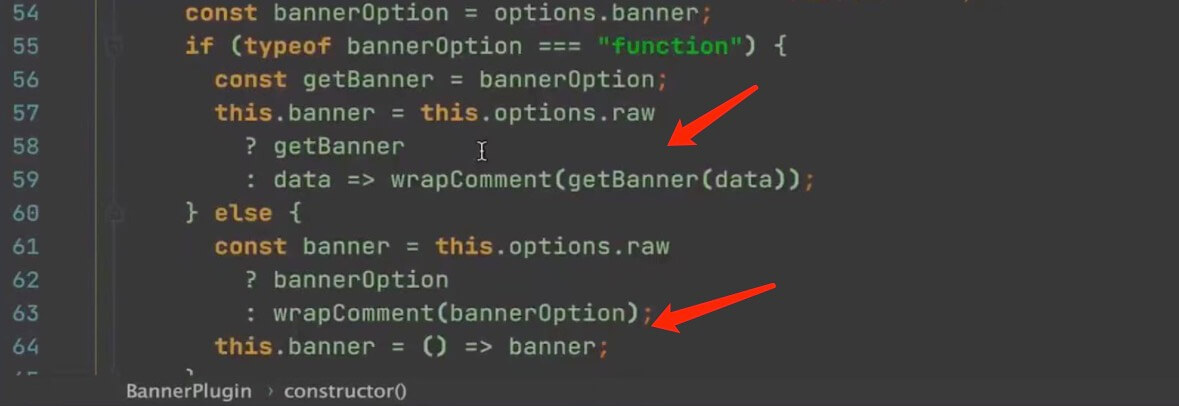 54 const bannerOption = options.banner;
55 if (typeof bannerOption === "function") {
56 const getBanner = bannerOption;
57 this.banner = this.options.raw
58 ? getBanner
59 : data => wrapComment(getBanner(data));
60 } else {
61 const banner = this.options.raw
62 ? bannerOption
63 : wrapComment(bannerOption);
64 this.banner = () => banner;
BannerPlugin › constructor()